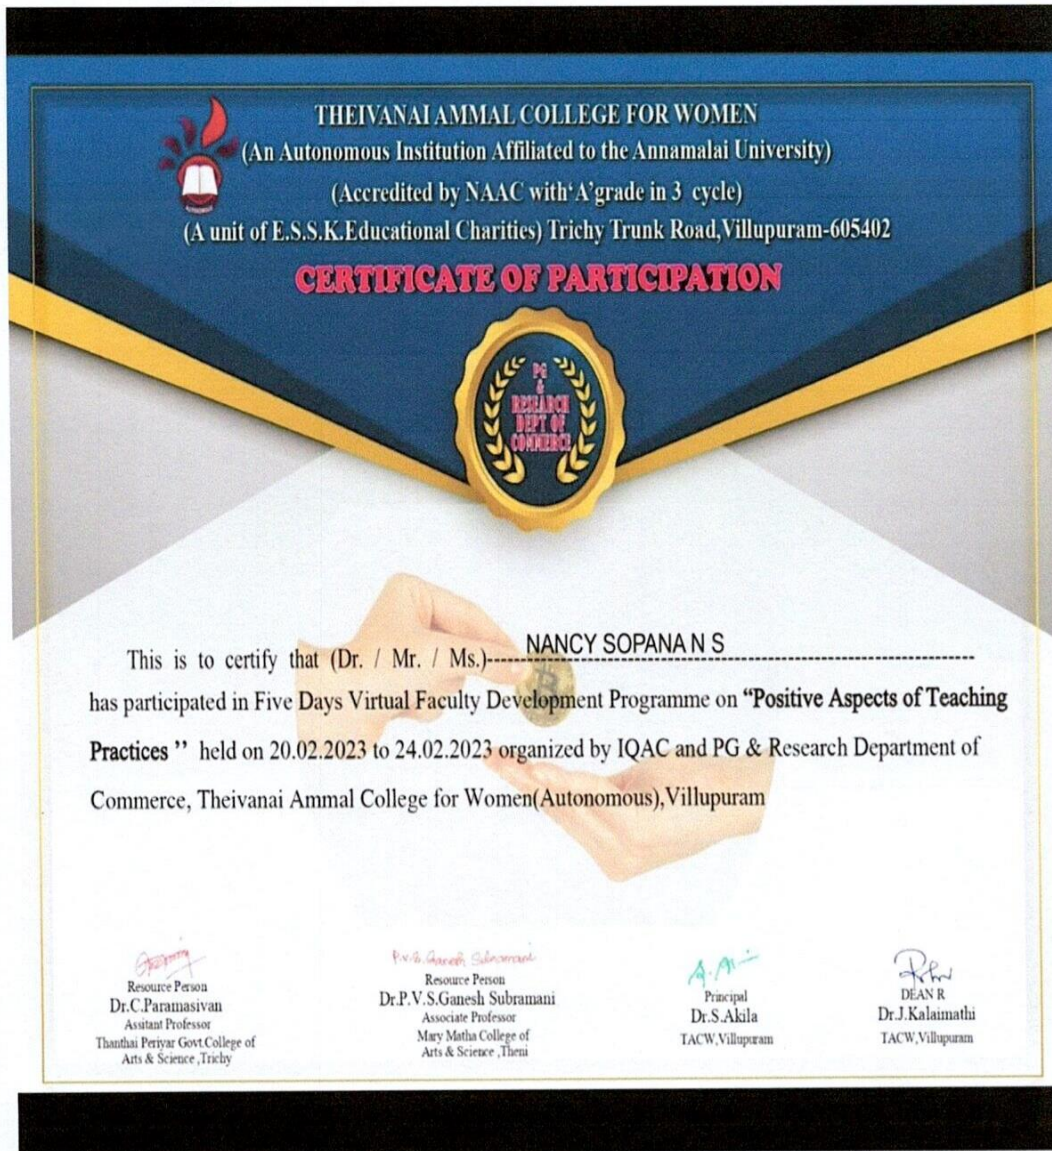 THEIVANAI AMMAL COLLEGE FOR WOMEN
(An Autonomous Institution Affiliated to the Annamalai University)
(Accredited by NAAC with'A'grade in 3 cycle)
(A unit of E.S.S.K.Educational Charities) Trichy Trunk Road,Villupuram-605402
CERTIFICATE OF PARTICIPATION
PG
&
RESEARCH
DEPT OF
COMMERCE
This is to certify that (Dr. / Mr. / Ms.)-----NANCY SOPANA N S-----
has participated in Five Days Virtual Faculty Development Programme on “Positive Aspects of Teaching
Practices ’’ held on 20.02.2023 to 24.02.2023 organized by IQAC and PG & Research Department of
Commerce, Theivanai Ammal College for Women(Autonomous),Villupuram
Resource Person
Dr.C.Paramasivan
Assitant Professor
Thanthai Periyar Govt.College of
Arts & Science ,Trichy
P.V.S.Ganesh Subramani
Resource Person
Dr.P.V.S.Ganesh Subramani
Associate Professor
Mary Matha College of
Arts & Science ,Theni
Principal
Dr.S.Akila
TACW,Villupuram
DEAN R
Dr.J.Kalaimathi
TACW,Villupuram